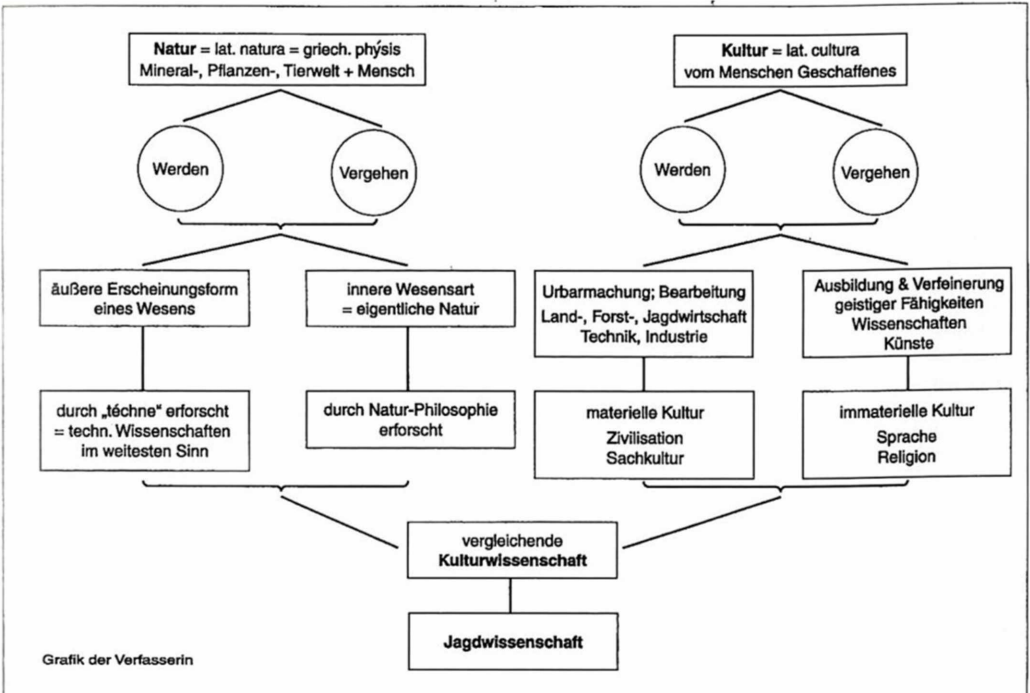 Natur = lat. natura = griech. phýsis
Mineral-, Pflanzen-, Tierwelt + Mensch
Kultur = lat. cultura
vom Menschen Geschaffenes
Werden
Vergehen
Werden
Vergehen
äußere Erscheinungsform
eines Wesens
innere Wesensart
= eigentliche Natur
Urbarmachung; Bearbeitung
Land-, Forst-, Jagdwirtschaft
Technik, Industrie
Ausbildung & Verfeinerung
geistiger Fähigkeiten
Wissenschaften
Künste
durch „téchne“ erforscht
= techn. Wissenschaften
im weitesten Sinn
durch Natur-Philosophie
erforscht
materielle Kultur
Zivilisation
Sachkultur
immaterielle Kultur
Sprache
Religion
vergleichende
Kulturwissenschaft
Jagdwissenschaft
Grafik der Verfasserin